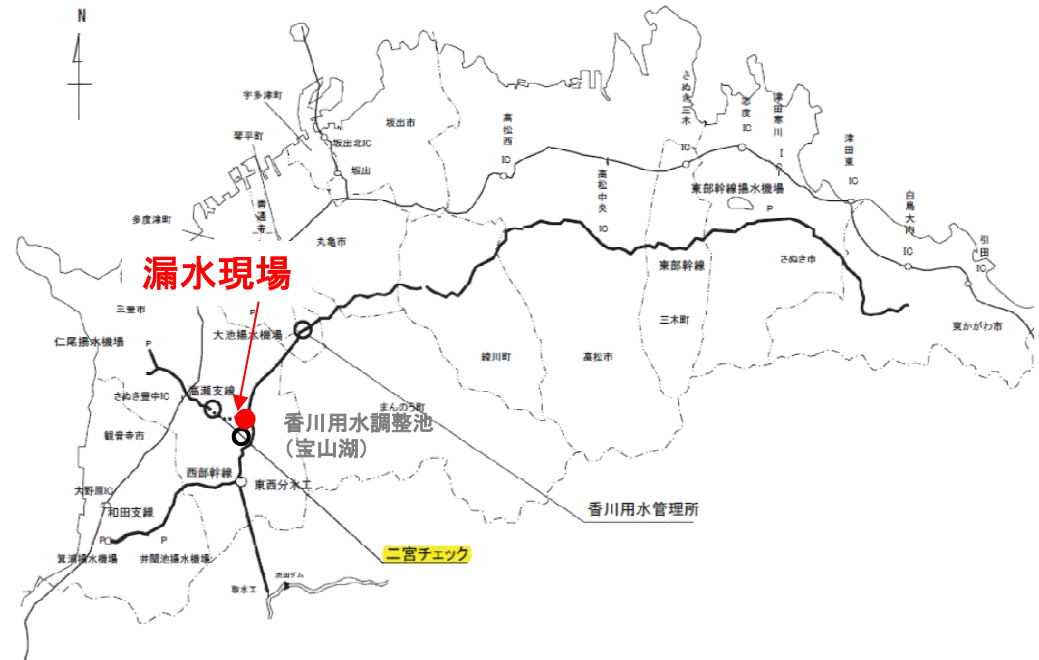 N
宇多津町
琴平町
坂出市
坂出北IC
坂出
高松西IC
さぬき三木IC
志度IC
津田寒川IC
津田東IC
白鳥大内IC
引田IC
高松中央IC
東部幹線揚水機場
P
善通寺
多度津町
丸亀市
東部幹線
さぬき市
漏水現場
三豊市
P
大池揚水機場
仁尾揚水機場
P
三木町
東かがわ市
綾川町
高松市
さぬき豊中IC
高瀬支線
まんのう町
香川用水調整池
（宝山湖）
観音寺市
西部幹線
東西分水工
大野原IC
和田支線
香川用水管理所
P
P
箕浦揚水機場
井関池揚水機場
二宮チェック
取水工
池田ダム